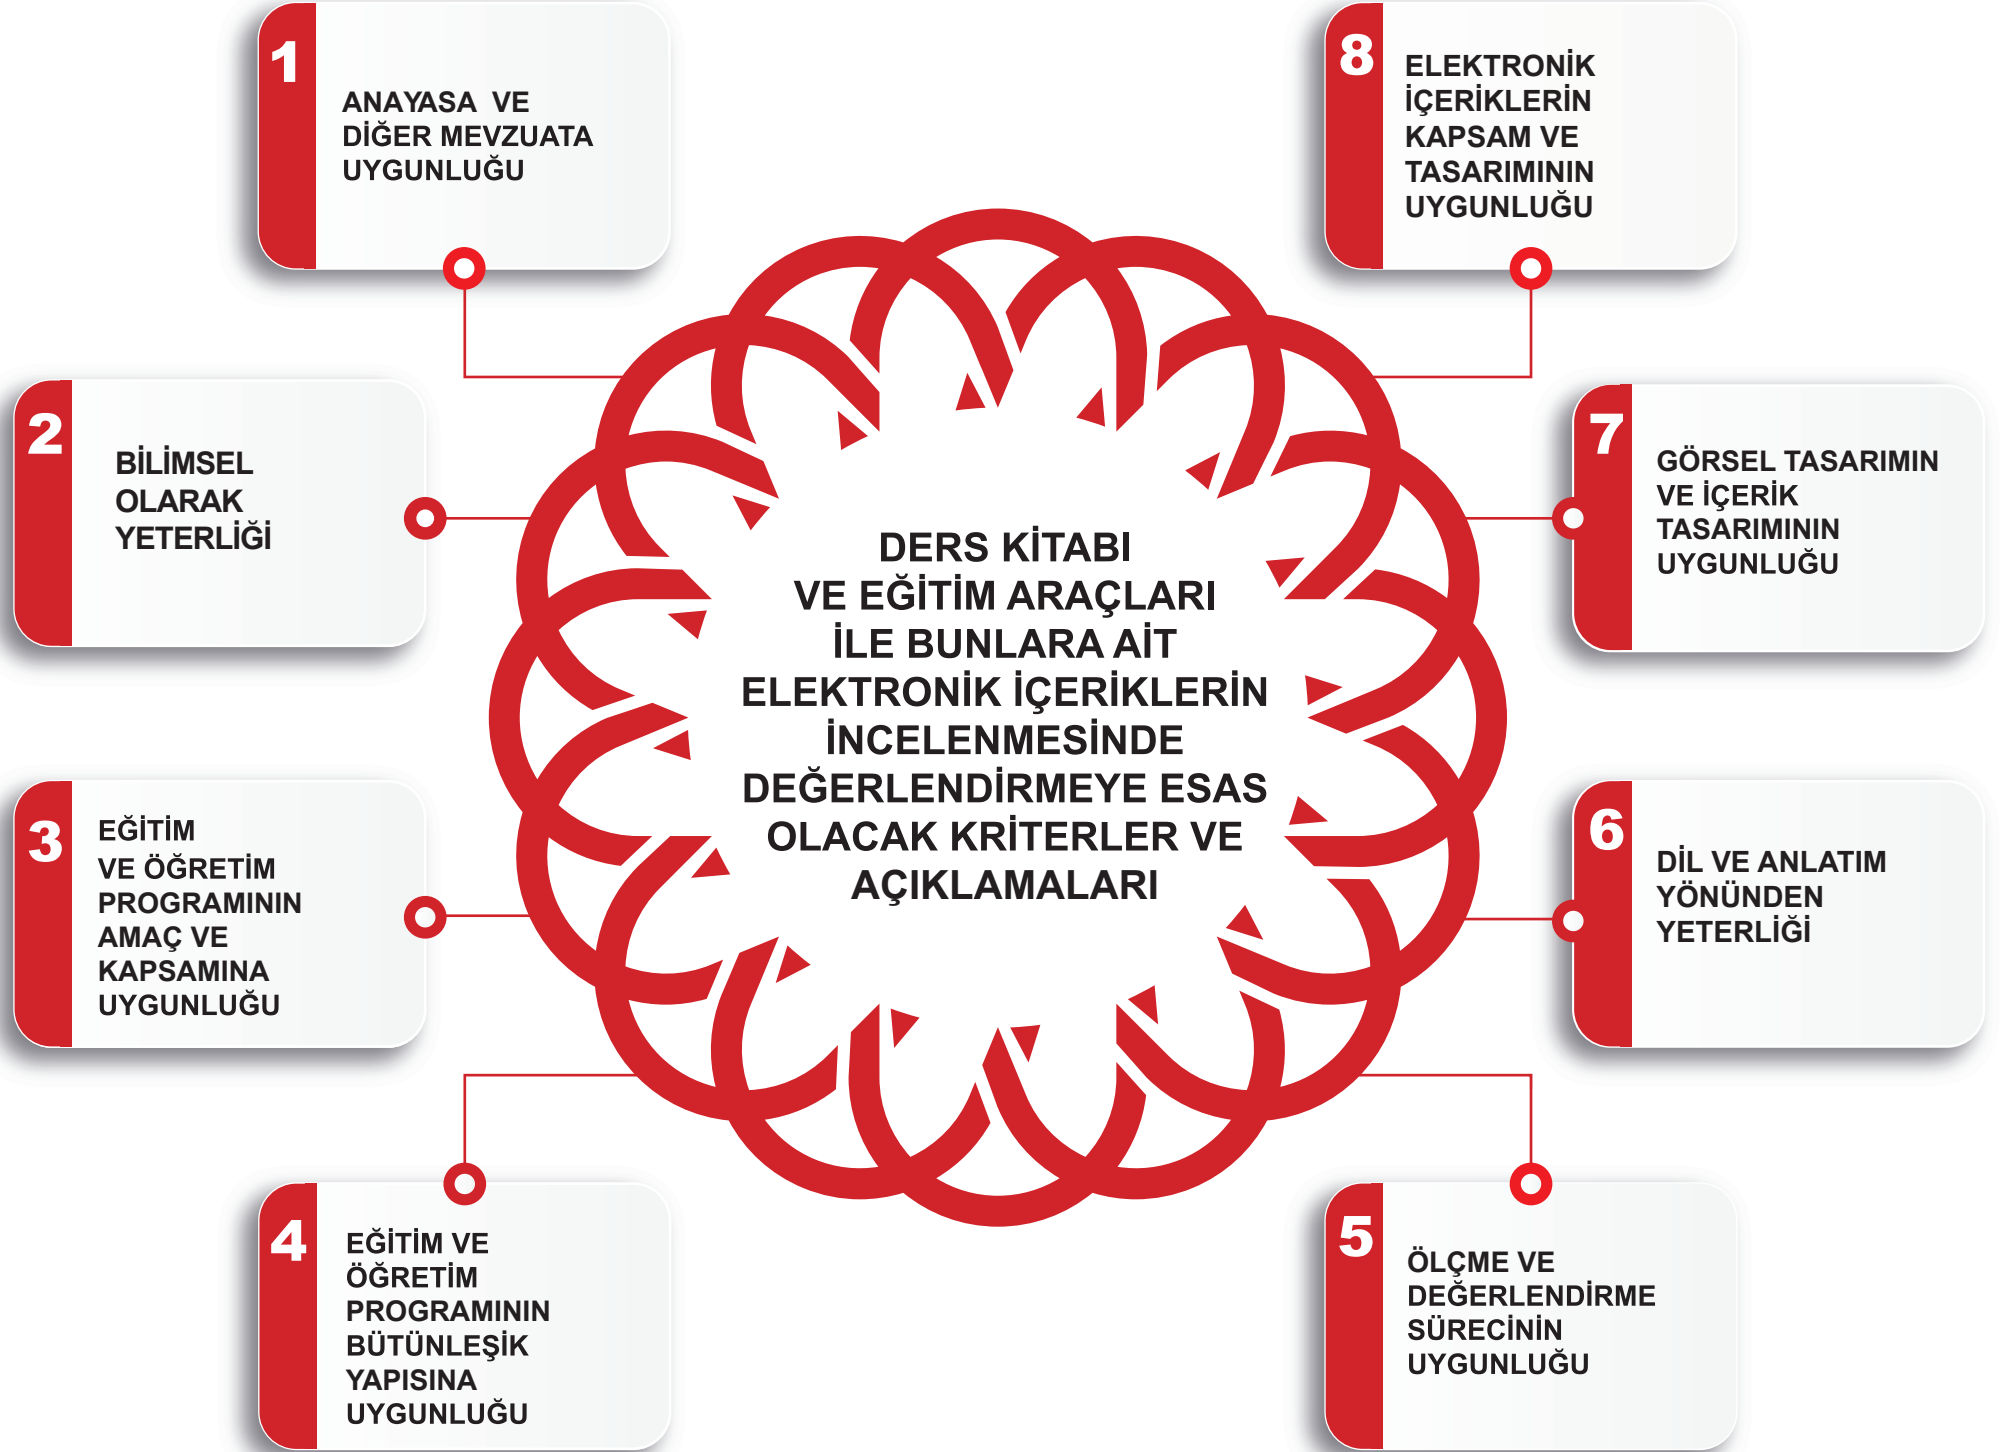 1
ANAYASA VE
DİĞER MEVZUATA
UYGUNLUĞU
2
BİLİMSEL
OLARAK
YETERLİĞİ
3
EĞİTİM
VE ÖĞRETİM
PROGRAMININ
AMAÇ VE
KAPSAMINA
UYGUNLUĞU
4
EĞİTİM VE
ÖĞRETİM
PROGRAMININ
BÜTÜNLEŞİK
YAPISINA
UYGUNLUĞU
DERS KİTABI
VE EĞİTİM ARAÇLARI
İLE BUNLARA AİT
ELEKTRONİK İÇERİKLERİN
İNCELENMESİNDE
DEĞERLENDİRMEYE ESAS
OLACAK KRİTERLER VE
AÇIKLAMALARI
5
ÖLÇME VE
DEĞERLENDİRME
SÜRECİNİN
UYGUNLUĞU
6
DİL VE ANLATIM
YÖNÜNDEN
YETERLİĞİ
7
GÖRSEL TASARIMIN
VE İÇERİK
TASARIMININ
UYGUNLUĞU
8
ELEKTRONİK
İÇERİKLERİN
KAPSAM VE
TASARIMININ
UYGUNLUĞU